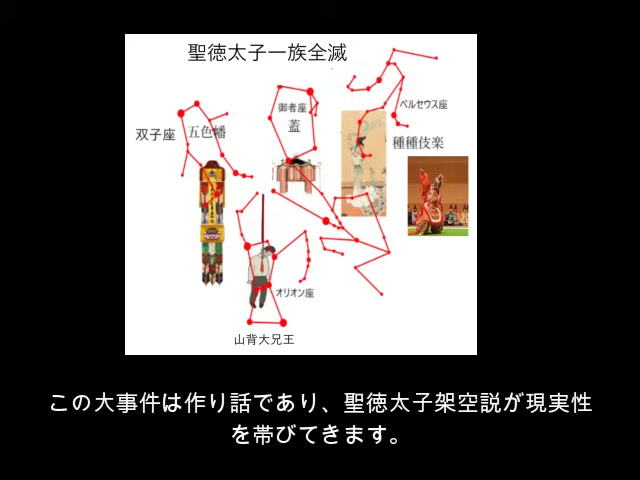 聖徳太子一族全滅
ペルセウス座
御者座
蓋
双子座
五色幡
種種伎楽
オリオン座
山背大兄王
この大事件は作り話であり、聖徳太子架空説が現実性
を帯びてきます。